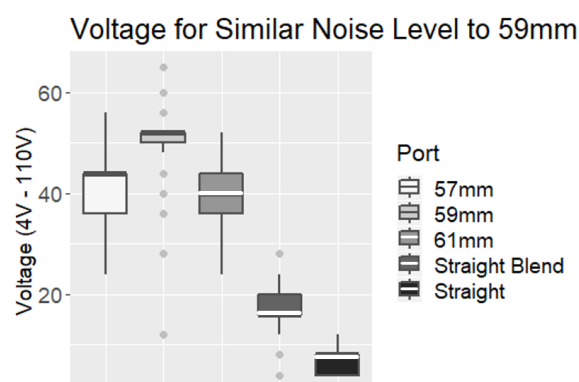 Voltage for Similar Noise Level to 59mm
Voltage (4V - 110V)
60
40
20
Port
57mm
59mm
61mm
Straight Blend
Straight